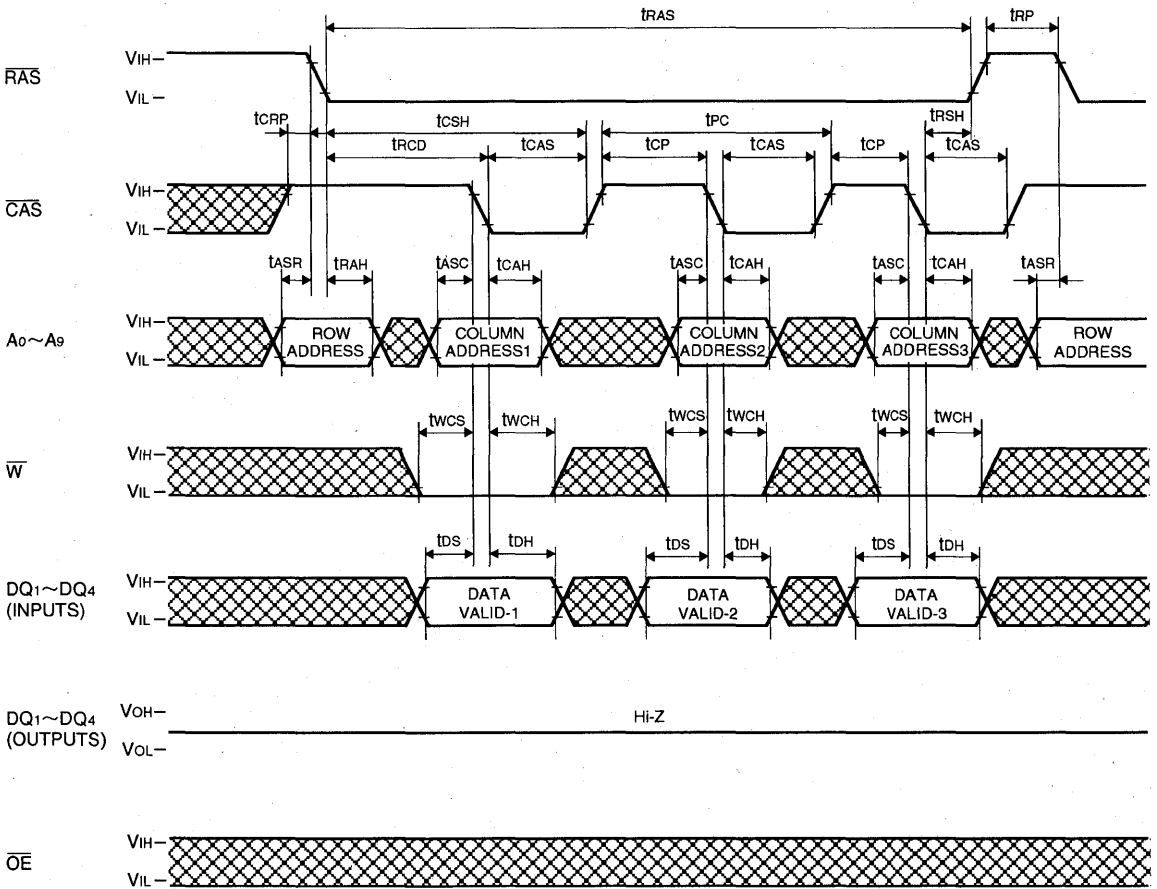 tRAS tRP
RAS VIH
VIL
tCRP tCSH tPC tRSH
tRCD tCAS tCP tCAS tCP tCAS
CAS VIH
VIL
tASR tRAH tASC tCAH tASC tCAH tASC tCAH tASR
A0~A9 VIH
VIL
ROW ADDRESS
COLUMN ADDRESS1
COLUMN ADDRESS2
COLUMN ADDRESS3
ROW ADDRESS
tWCS tWCH tWCS tWCH tWCS tWCH
W VIH
VIL
tDS tDH tDS tDH tDS tDH
DQ1~DQ4 (INPUTS) VIH
VIL
DATA VALID-1
DATA VALID-2
DATA VALID-3
DQ1~DQ4 (OUTPUTS) VOH
VOL
Hi-Z
OE VIH
VIL